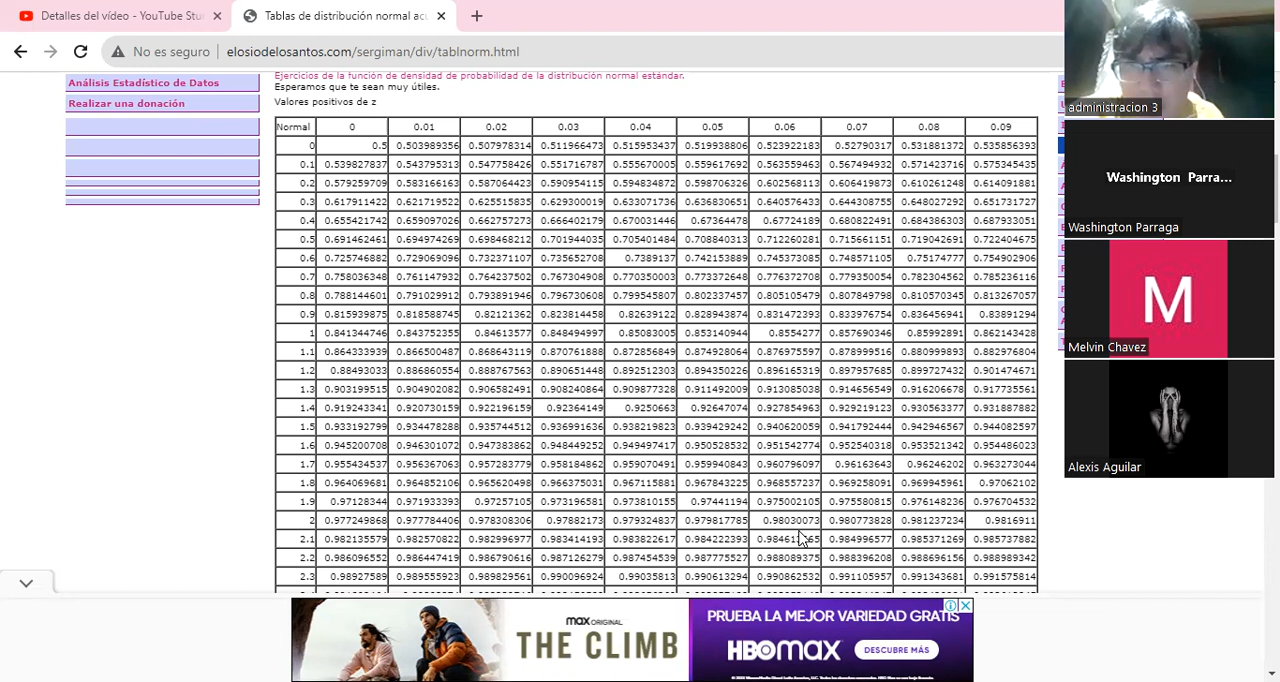 Detalles del vídeo - YouTube Stu
Tablas de distribución normal acu
No es seguro
elosiodelossantos.com/sergiman/div/tablnorm.html
Análisis Estadístico de Datos
Realizar una donación
Ejercicios de la función de densidad de probabilidad de la distribución normal estándar.
Esperamos que te sean muy útiles.
Valores positivos de z
Normal 0 0.01 0.02 0.03 0.04 0.05 0.06 0.07 0.08 0.09
0 0.5 0.503989356 0.507978314 0.511966473 0.515953437 0.519938806 0.523922183 0.52790317 0.531881372 0.535856393
0.1 0.539827837 0.543795313 0.547758426 0.551716787 0.555670005 0.559617692 0.563559463 0.567494932 0.571423716 0.575345435
0.2 0.579259709 0.583166163 0.587064423 0.590954115 0.594834872 0.598706326 0.602568113 0.606419873 0.610261248 0.614091881
0.3 0.617911422 0.621719522 0.625515835 0.629300019 0.633071736 0.636830651 0.640576433 0.644308755 0.648027292 0.651731727
0.4 0.655421742 0.659097026 0.662757273 0.666402179 0.670031446 0.67364478 0.67724189 0.680822491 0.684386303 0.687933051
0.5 0.691462461 0.694974269 0.698468212 0.701944035 0.705401484 0.708840313 0.712260281 0.715661151 0.719042691 0.722404675
0.6 0.725746882 0.729069096 0.732371107 0.735652708 0.7389137 0.742153889 0.745373085 0.748571105 0.75174777 0.754902906
0.7 0.758036348 0.761147932 0.764237502 0.767304908 0.770350003 0.773372648 0.776372708 0.779350054 0.782304562 0.785236116
0.8 0.788144601 0.791029912 0.793891946 0.796730608 0.799545807 0.802337457 0.805105479 0.807849798 0.810570345 0.813267057
0.9 0.815939875 0.818588745 0.82121362 0.823814458 0.82639122 0.828943874 0.831472393 0.833976754 0.836456941 0.83891294
1 0.841344746 0.843752355 0.84613577 0.848494997 0.85083005 0.853140944 0.8554277 0.857690346 0.85992891 0.862143428
1.1 0.864333939 0.866500487 0.868643119 0.870761888 0.872856849 0.874928064 0.876975597 0.878999516 0.880999893 0.882976804
1.2 0.88493033 0.886860554 0.888767563 0.890651448 0.892512303 0.894350226 0.896165319 0.897957685 0.899727432 0.901474671
1.3 0.903199515 0.904902082 0.906582491 0.908240864 0.909877328 0.911492009 0.913085038 0.914656549 0.916206678 0.917735561
1.4 0.919243341 0.920730159 0.922196159 0.92364149 0.9250663 0.92647074 0.927854963 0.929219123 0.930563377 0.931887882
1.5 0.933192799 0.934478288 0.935744512 0.936991636 0.938219823 0.939429242 0.940620059 0.941792444 0.942946567 0.944082597
1.6 0.945200708 0.946301072 0.947383862 0.948449252 0.949497417 0.950528532 0.951542774 0.952540318 0.953521342 0.954486023
1.7 0.955434537 0.956367063 0.957283779 0.958184862 0.959070491 0.959940843 0.960796097 0.96163643 0.96246202 0.963273044
1.8 0.964069681 0.964852106 0.965620498 0.966375031 0.967115881 0.967843225 0.968557237 0.969258091 0.969945961 0.97062102
1.9 0.97128344 0.971933393 0.97257105 0.973196581 0.973810155 0.97441194 0.975002105 0.975580815 0.976148236 0.976704532
2 0.977249868 0.977784406 0.978308306 0.97882173 0.979324837 0.979817785 0.98030073 0.980773828 0.981237234 0.9816911
2.1 0.982135579 0.982570822 0.982996977 0.983414193 0.983822617 0.984222393 0.984996577 0.985371269 0.985737882
2.2 0.986096552 0.986447419 0.986790616 0.987126279 0.987454539 0.987775527 0.988089375 0.988396208 0.988696156 0.988989342
2.3 0.98927589 0.989555923 0.989829561 0.990096924 0.99035813 0.990613294 0.990862532 0.991105957 0.991343681 0.991575814
administracion 3
Washington Parra...
Washington Parraga
M
Melvin Chavez
Alexis Aguilar
max ORIGINAL
THE CLIMB
PRUEBA LA MEJOR VARIEDAD GRATIS
HBOmax
DESCUBRE MÁS